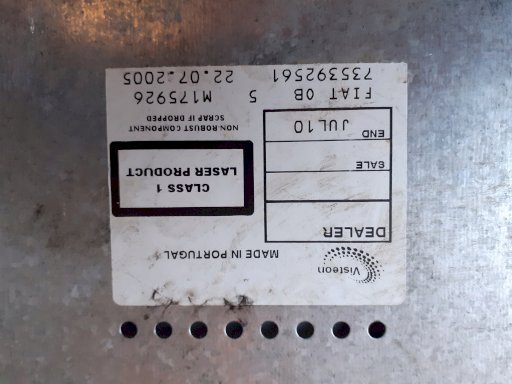 Visteon
MADE IN PORTUGAL
DEALER
SALE
END JUL10
CLASS 1
LASER PRODUCT
NON ROBUST COMPONENT
SCRAP IF DROPPED
FIAT 0B 5 M175926
735392561 22.07.2005